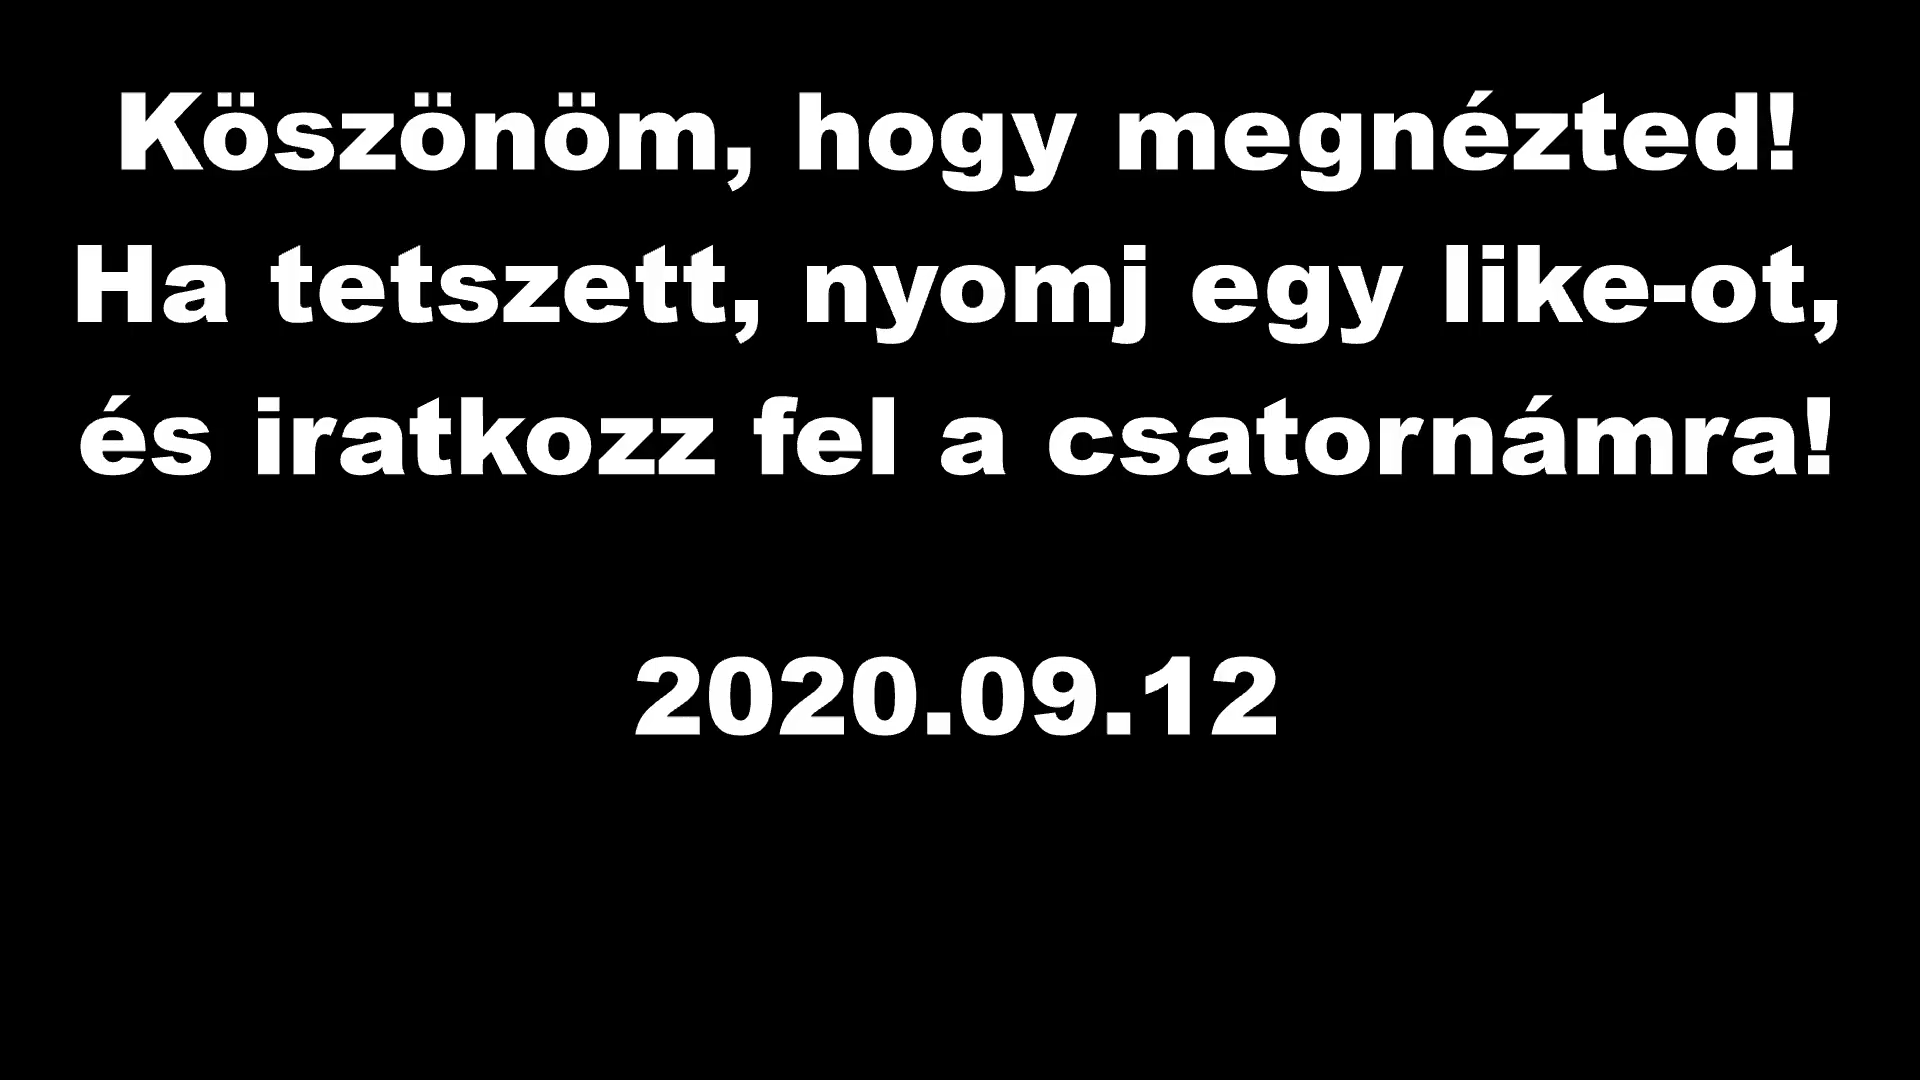 Köszönöm, hogy megnézted!
Ha tetszett, nyomj egy like-ot,
és iratkozz fel a csatornámra!
2020.09.12